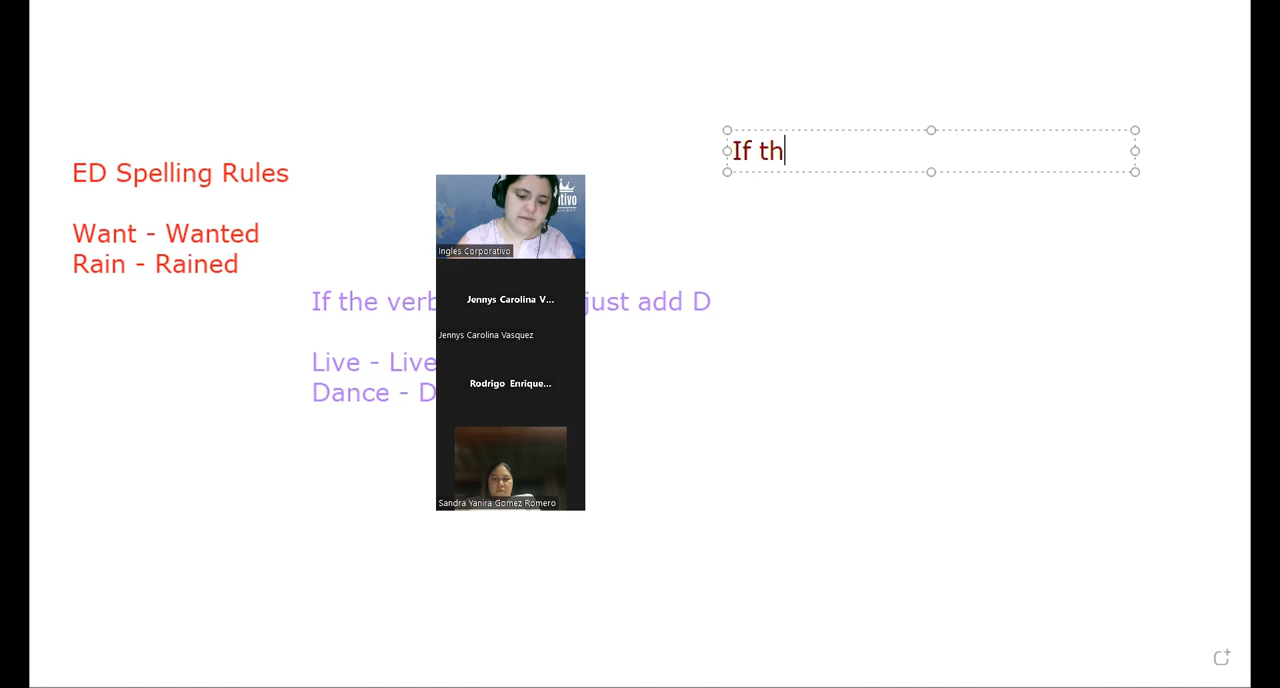 If th
ED Spelling Rules
Want - Wanted
Rain - Rained
itivo
Ingles Corporativo
If the verb just add D
Jennys Carolina V...
Jennys Carolina Vasquez
Live - Live
Rodrigo Enrique...
Dance - D
Sandra Yanira Gomez Romero